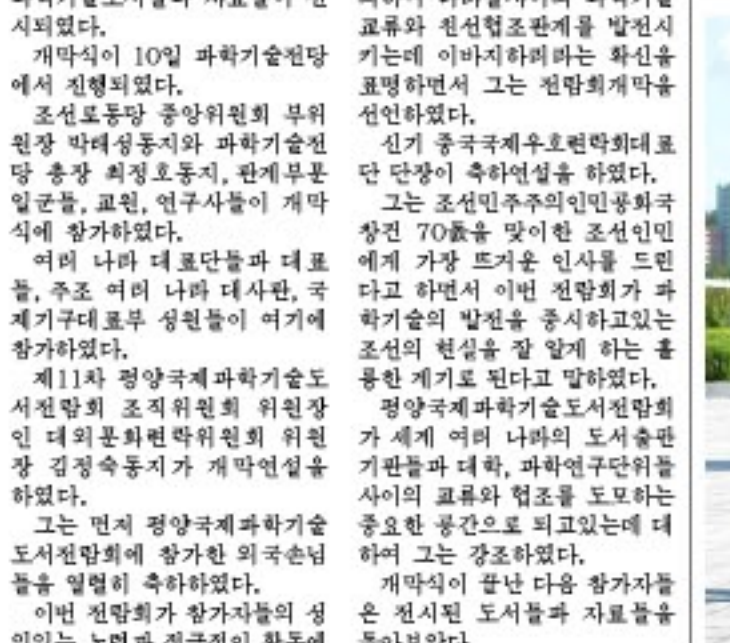 시되였다.
개막식이 10일 과학기술전당
에서 진행되였다.
조선로동당 중앙위원회 부위
원장 박태성동지와 과학기술전
당 총장 최정호동지, 관계부문
일군들, 교원, 연구사들이 개막
식에 참가하였다.
여러 나라 대표단들과 대표
들, 주조 여러 나라 대사관, 국
제기구대표부 성원들이 여기에
참가하였다.
제11차 평양국제과학기술도
서전람회 조직위원회 위원장
인 대외문화련락위원회 위원
장 김정숙동지가 개막연설을
하였다.
그는 먼저 평양국제과학기술
도서전람회에 참가한 외국손님
들을 열렬히 축하하였다.
이번 전람회가 참가자들의 성
교류와 친선협조관계를 발전시
키는데 이바지하리라는 확신을
표명하면서 그는 전람회개막을
선언하였다.
신기 중국국제우호련락회대표
단 단장이 축하연설을 하였다.
그는 조선민주주의인민공화국
창건 70돐을 맞이한 조선인민
에게 가장 뜨거운 인사를 드린
다고 하면서 이번 전람회가 과
학기술의 발전을 중시하고있는
조선의 현실을 잘 알게 하는 훌
륭한 계기로 된다고 말하였다.
평양국제과학기술도서전람회
가 세계 여러 나라의 도서출판
기관들과 대학, 과학연구단위들
사이의 교류와 협조를 도모하는
중요한 공간으로 되고있는데 대
하여 그는 강조하였다.
개막식이 끝난 다음 참가자들
은 전시된 도서들과 자료들을
돌아보았다.